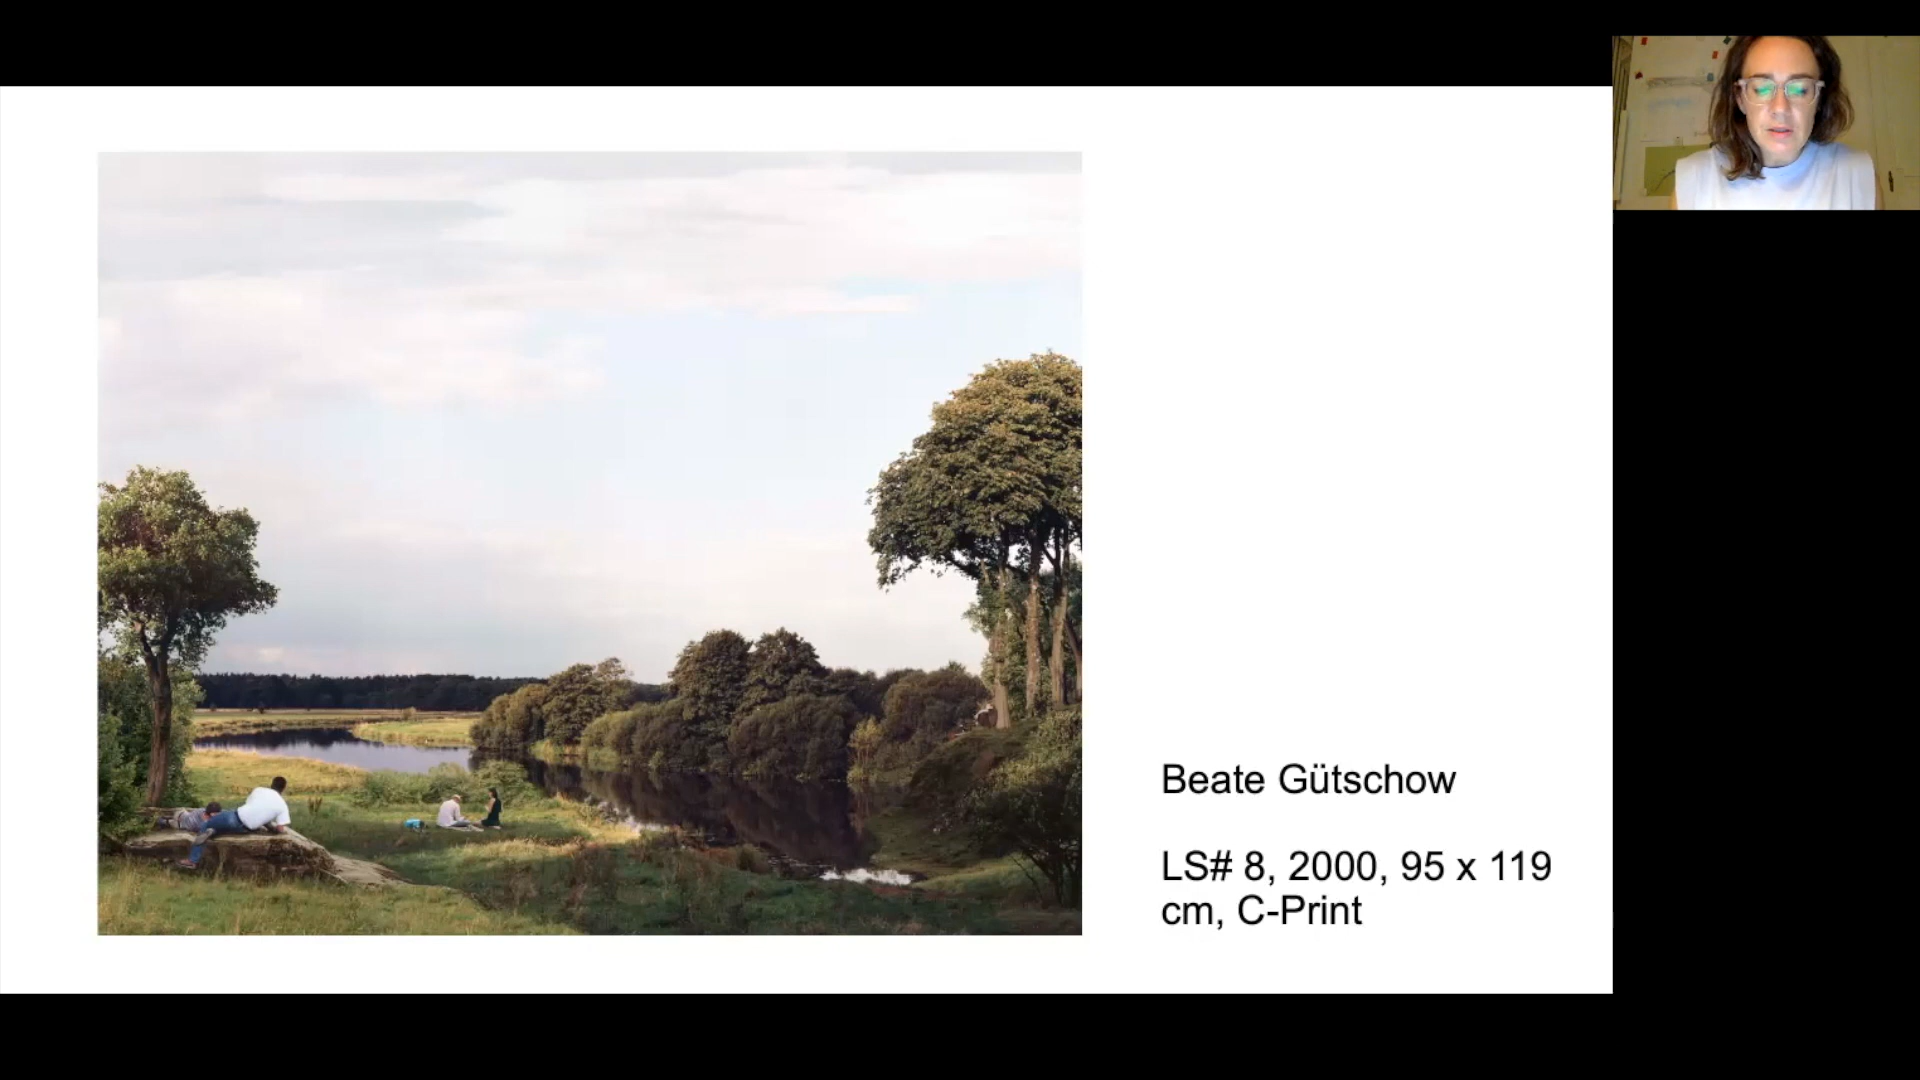 Beate Gütschow
LS# 8, 2000, 95 x 119
cm, C-Print